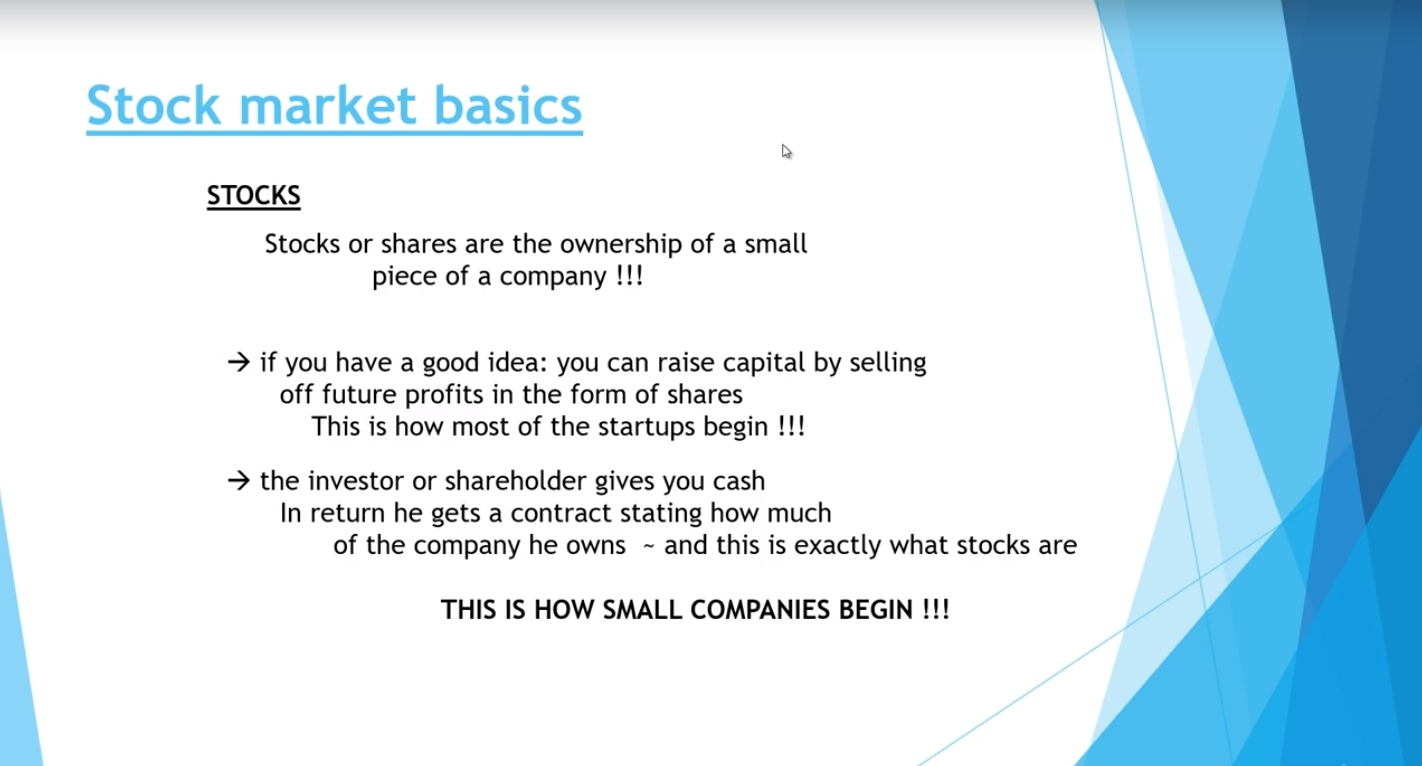 Stock market basics
STOCKS
Stocks or shares are the ownership of a small
piece of a company !!!
→ if you have a good idea: you can raise capital by selling
off future profits in the form of shares
This is how most of the startups begin !!!
→ the investor or shareholder gives you cash
In return he gets a contract stating how much
of the company he owns ~ and this is exactly what stocks are
THIS IS HOW SMALL COMPANIES BEGIN !!!